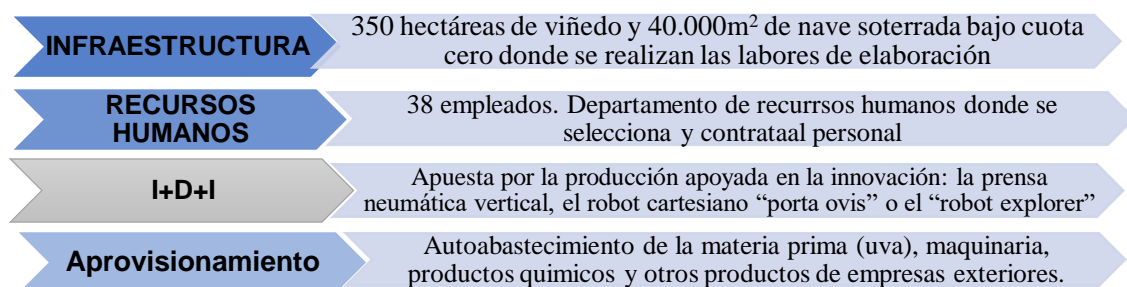 INFRAESTRUCTURA
350 hectáreas de viñedo y 40.000m² de nave soterrada bajo cuota
cero donde se realizan las labores de elaboración
RECURSOS
HUMANOS
38 empleados. Departamento de recurrsos humanos donde se
selecciona y contrataal personal
I+D+I
Apuesta por la producción apoyada en la innovación: la prensa
neumática vertical, el robot cartesiano “porta ovis” o el “robot explorer”
Aprovisionamiento
Autoabastecimiento de la materia prima (uva), maquinaria,
productos quimicos y otros productos de empresas exteriores.